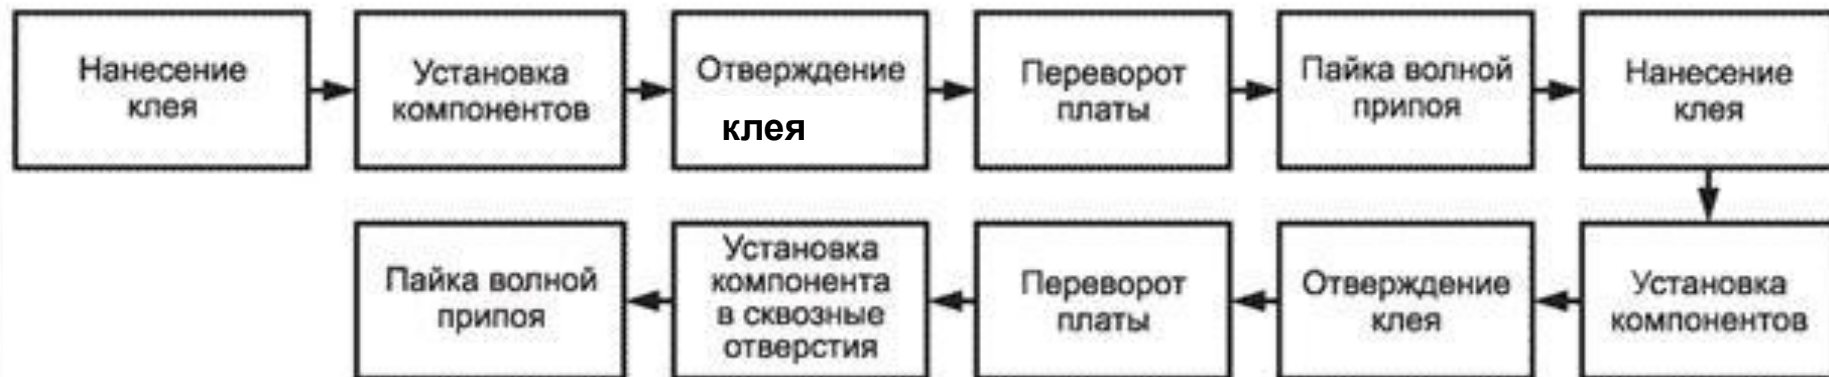 Нанесение
клея
Установка
компонентов
Отверждение
клея
Переворот
платы
Пайка волной
припоя
Нанесение
клея
Установка
компонентов
Отверждение
клея
Переворот
платы
Установка
компонента
в сквозные
отверстия
Пайка волной
припоя